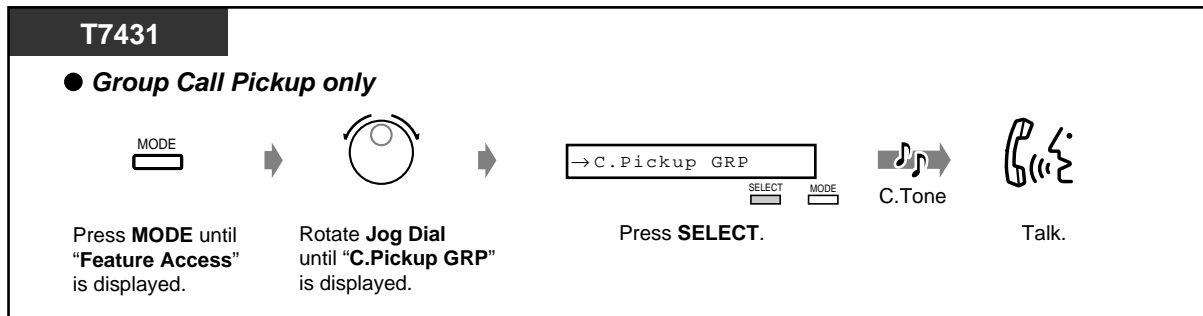 T7431
● Group Call Pickup only
MODE
→C.Pickup GRP
SELECT MODE
C.Tone
Press MODE until
“Feature Access”
is displayed.
Rotate Jog Dial
until “C.Pickup GRP”
is displayed.
Press SELECT.
Talk.